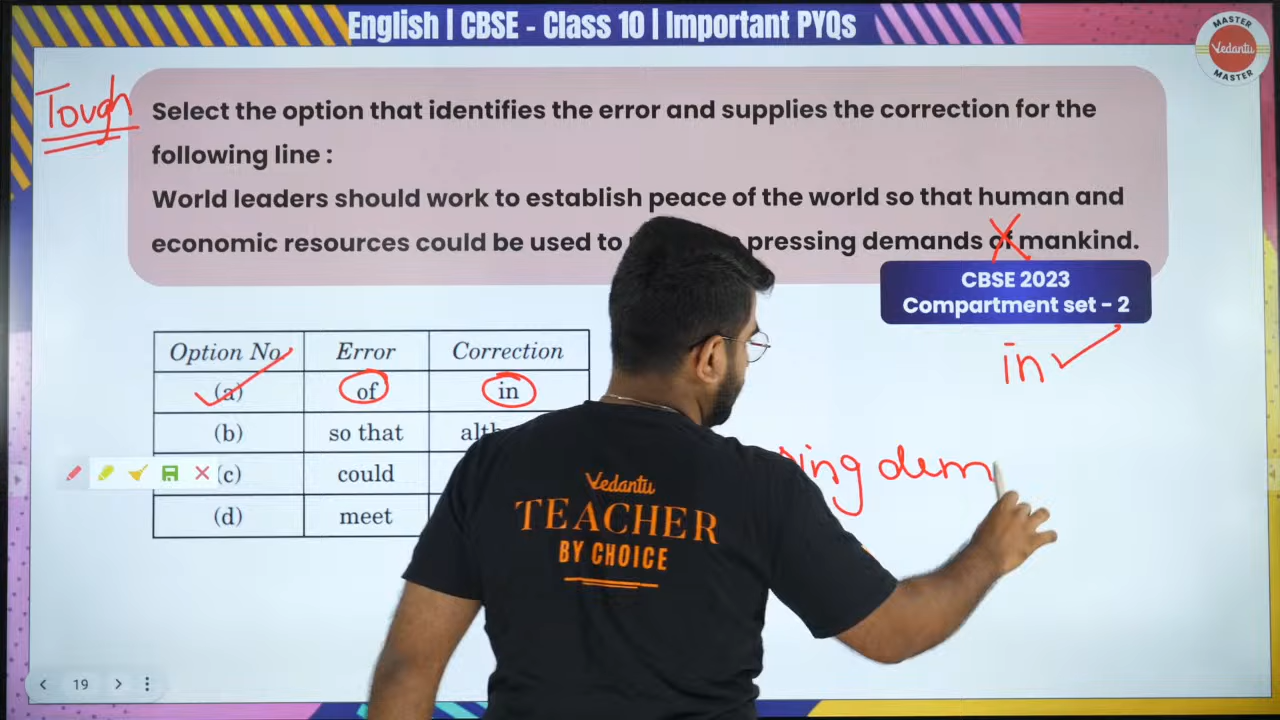 English | CBSE - Class 10 | Important PYQs
MASTER
Vedantu
MASTER
Tough
Select the option that identifies the error and supplies the correction for the
following line :
World leaders should work to establish peace of the world so that human and
economic resources could be used to pressing demands of mankind.
CBSE 2023
Compartment set - 2
in
Option No. Error Correction
(a) of in
(b) so that
(c) could
(d) meet
dem
Vedantu
TEACHER
BY CHOICE
19